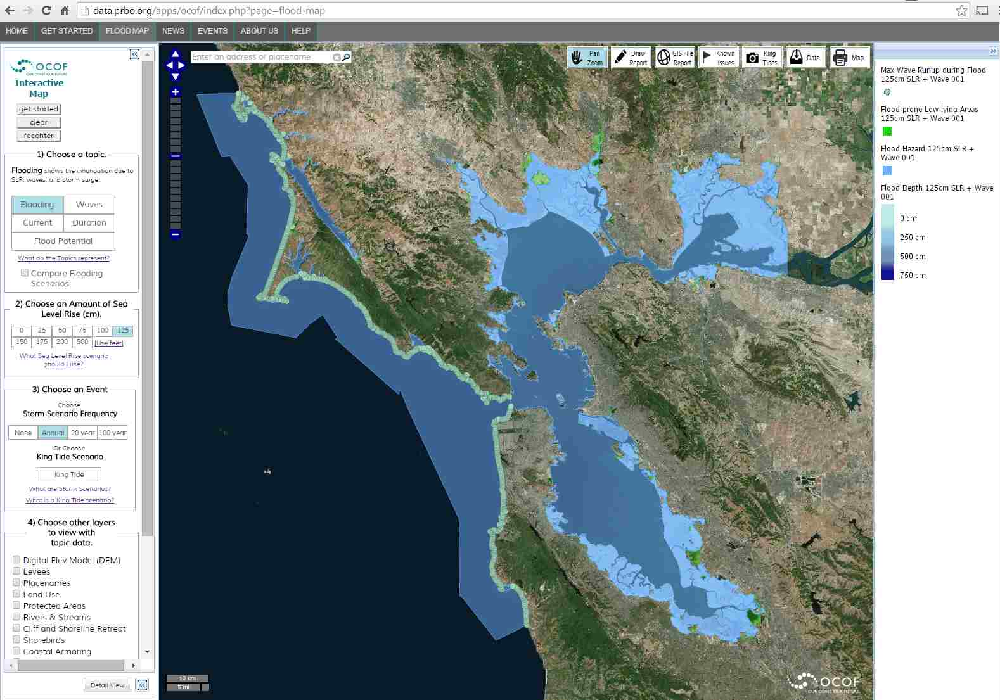 data.prbo.org/apps/ocof/index.php?page=flood-map
HOME GET STARTED FLOOD MAP NEWS EVENTS ABOUT US HELP
OCOF
OUR COAST OUR FUTURE
Interactive
Map
get started
clear
recenter
1) Choose a topic.
Flooding shows the innundation due to
SLR, waves, and storm surge.
Flooding Waves
Current Duration
Flood Potential
What do the Topics represent?
Compare Flooding
Scenarios
2) Choose an Amount of Sea
Level Rise (cm).
0 25 50 75 100 125
150 175 200 500 [Use feet]
What Sea Level Rise scenario
should I use?
3) Choose an Event
Choose
Storm Scenario Frequency
None Annual 20 year 100 year
Or Choose
King Tide Scenario
King Tide
What are Storm Scenarios?
What is a King Tide scenario?
4) Choose other layers
to view with
topic data.
Digital Elev Model (DEM)
Levees
Placenames
Land Use
Protected Areas
Rivers & Streams
Cliff and Shoreline Retreat
Shorebirds
Coastal Armoring
Detail View
Enter an address or placename
Pan
Zoom
Draw
Report
GIS File
Report
Known
Issues
King
Tides
Data
Map
10 km
5 mi
OCOF
OUR COAST OUR FUTURE
Max Wave Runup during Flood
125cm SLR + Wave 001
Flood-prone Low-lying Areas
125cm SLR + Wave 001
Flood Hazard 125cm SLR +
Wave 001
Flood Depth 125cm SLR + Wave
001
0 cm
250 cm
500 cm
750 cm